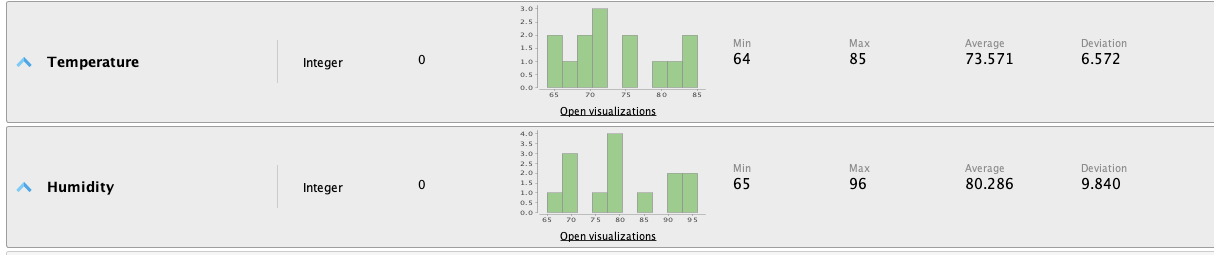 3.0
2.5
2.0
1.5
1.0
0.5
0.0
65 70 75 80 85
Temperature Integer 0
Min Max Average Deviation
64 85 73.571 6.572
Open visualizations
4.0
3.5
3.0
2.5
2.0
1.5
1.0
0.5
0.0
65 70 75 80 85 90 95
Humidity Integer 0
Min Max Average Deviation
65 96 80.286 9.840
Open visualizations